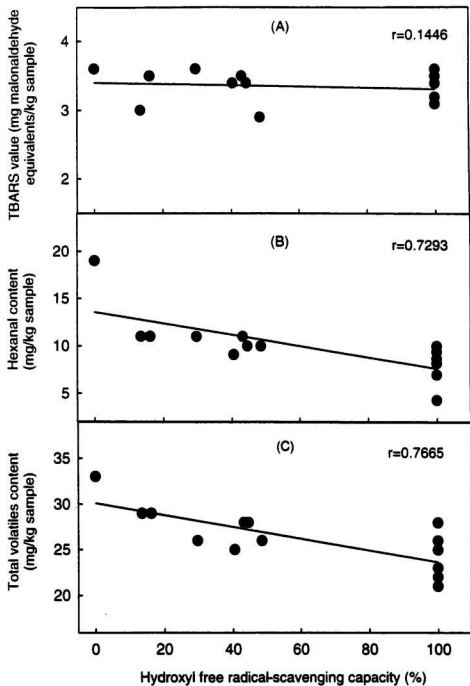 (A)
r=0.1446
TBARS value (mg malonaldehyde
equivalents/kg sample)
4
3
2
(B)
r=0.7293
Hexanal content
(mg/kg sample)
20
15
10
5
(C)
r=0.7665
Total volatiles content
(mg/kg sample)
35
30
25
20
0 20 40 60 80 100
Hydroxyl free radical-scavenging capacity (%)